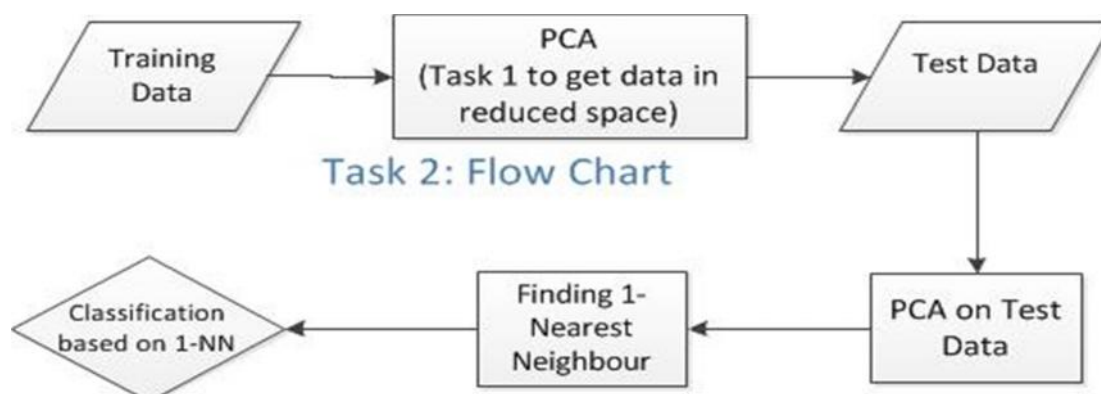 Training
Data
PCA
(Task 1 to get data in
reduced space)
Test Data
Task 2: Flow Chart
PCA on Test
Data
Finding 1-
Nearest
Neighbour
Classification
based on 1-NN